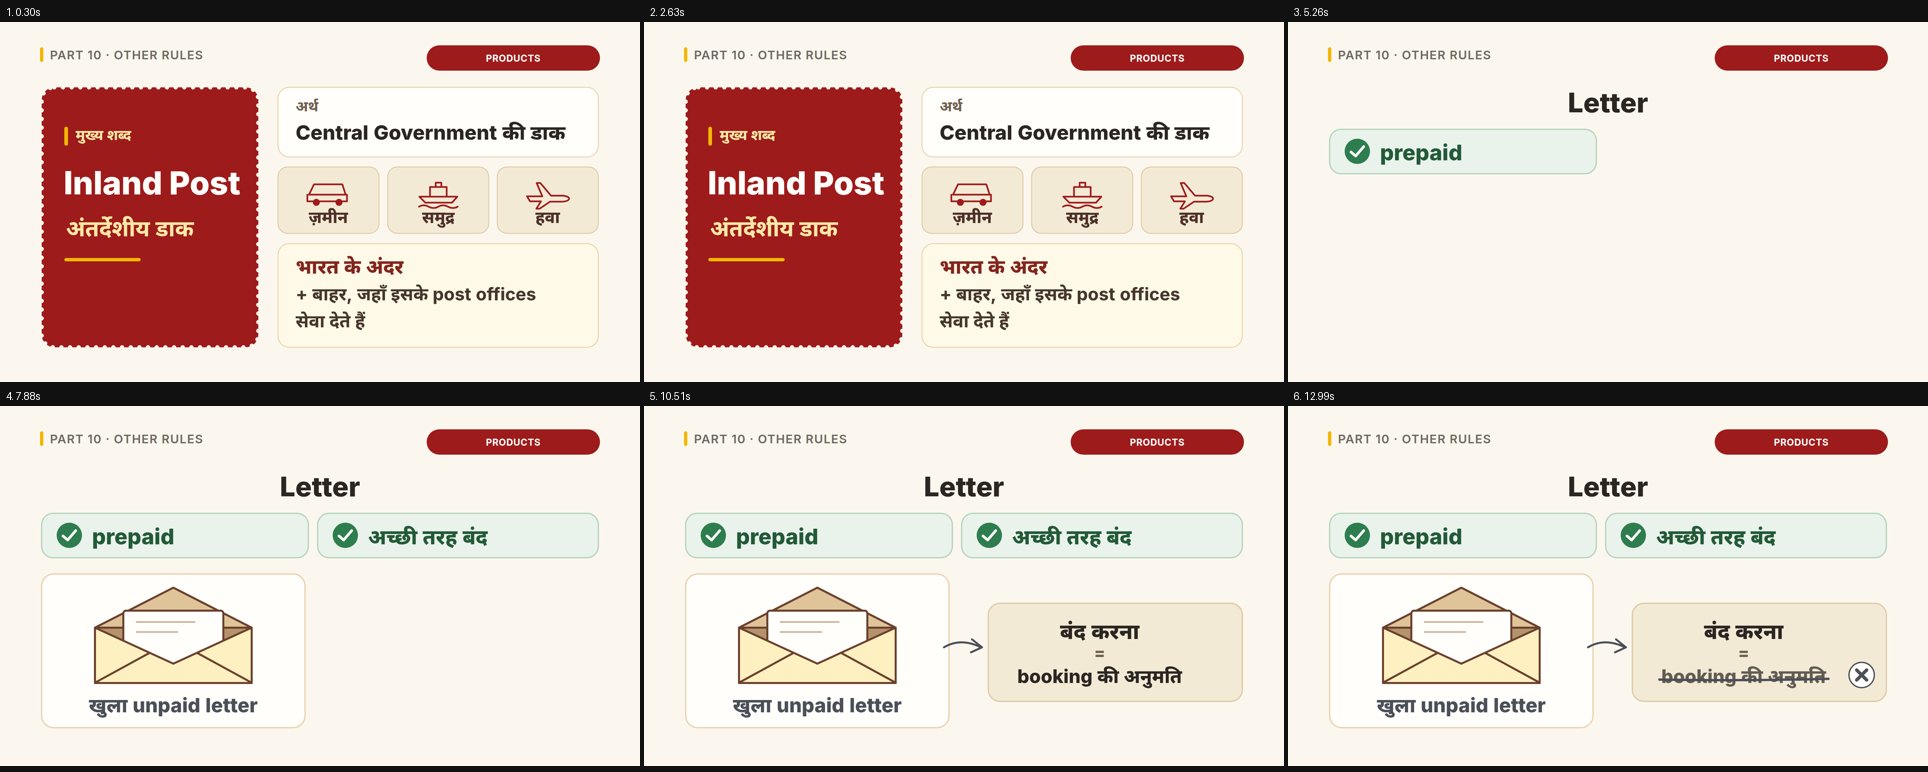 1. 0.30s
PART 10 · OTHER RULES
PRODUCTS
मुख्य शब्द
Inland Post
अंतर्देशीय डाक
अर्थ
Central Government की डाक
ज़मीन
समुद्र
हवा
भारत के अंदर
+ बाहर, जहाँ इसके post offices
सेवा देते हैं
2. 2.63s
PART 10 · OTHER RULES
PRODUCTS
मुख्य शब्द
Inland Post
अंतर्देशीय डाक
अर्थ
Central Government की डाक
ज़मीन
समुद्र
हवा
भारत के अंदर
+ बाहर, जहाँ इसके post offices
सेवा देते हैं
3. 5.26s
PART 10 · OTHER RULES
PRODUCTS
Letter
prepaid
4. 7.88s
PART 10 · OTHER RULES
PRODUCTS
Letter
prepaid
अच्छी तरह बंद
खुला unpaid letter
5. 10.51s
PART 10 · OTHER RULES
PRODUCTS
Letter
prepaid
अच्छी तरह बंद
खुला unpaid letter
बंद करना
=
booking की अनुमति
6. 12.99s
PART 10 · OTHER RULES
PRODUCTS
Letter
prepaid
अच्छी तरह बंद
खुला unpaid letter
बंद करना
=
booking की अनुमति